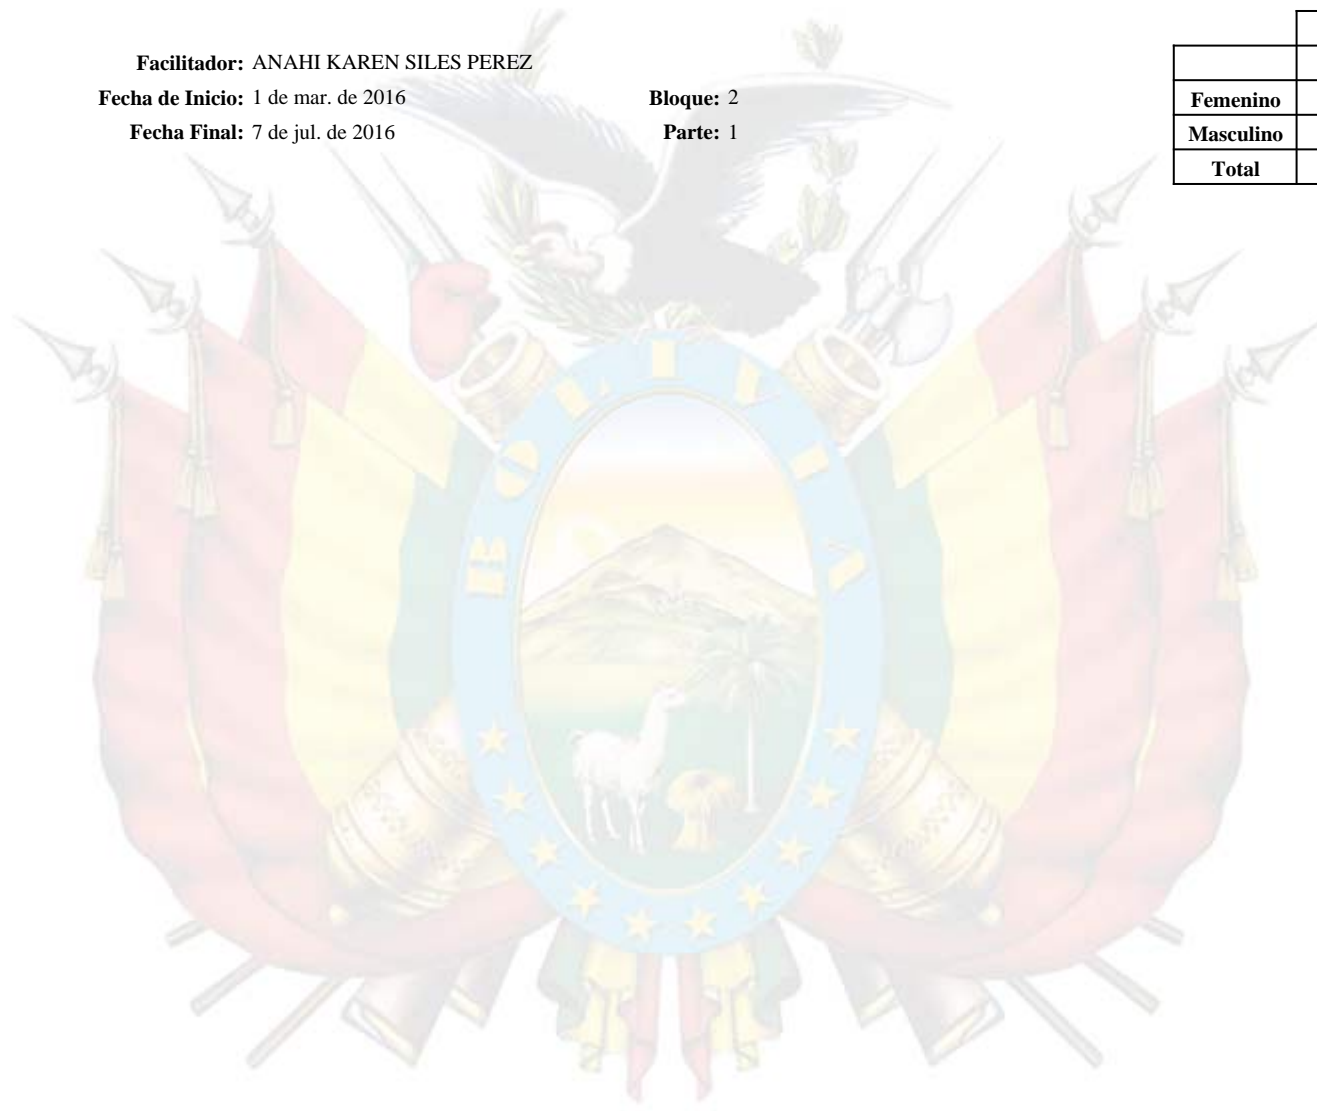 Facilitador: ANAHI KAREN SILES PEREZ
Fecha de Inicio: 1 de mar. de 2016 Bloque: 2
Fecha Final: 7 de jul. de 2016 Parte: 1
Femenino
Masculino
Total
BOLIVIA